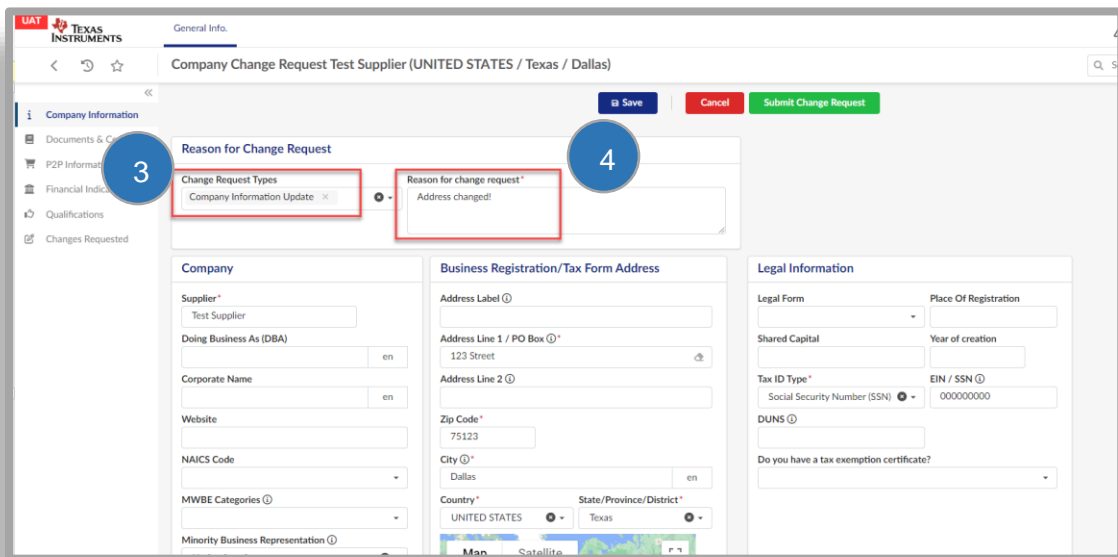 UAT
TEXAS
INSTRUMENTS
General Info.
Company Change Request Test Supplier (UNITED STATES / Texas / Dallas)
Save
Cancel
Submit Change Request
Company Information
Documents &
P2P
Financial
Qualifications
Changes Requested
3
4
Reason for Change Request
Change Request Types
Company Information Update ×
Reason for change request*
Address changed!
Company
Supplier*
Test Supplier
Doing Business As (DBA)
en
Corporate Name
en
Website
NAICS Code
MWBE Categories
Minority Business Representation
Business Registration/Tax Form Address
Address Label
Address Line 1 / PO Box *
123 Street
Address Line 2
Zip Code*
75123
City *
Dallas
en
Country*
State/Province/District*
UNITED STATES
Texas
Map
Satellite
Legal Information
Legal Form
Place Of Registration
Shared Capital
Year of creation
Tax ID Type*
EIN / SSN
Social Security Number (SSN)
000000000
DUNS
Do you have a tax exemption certificate?